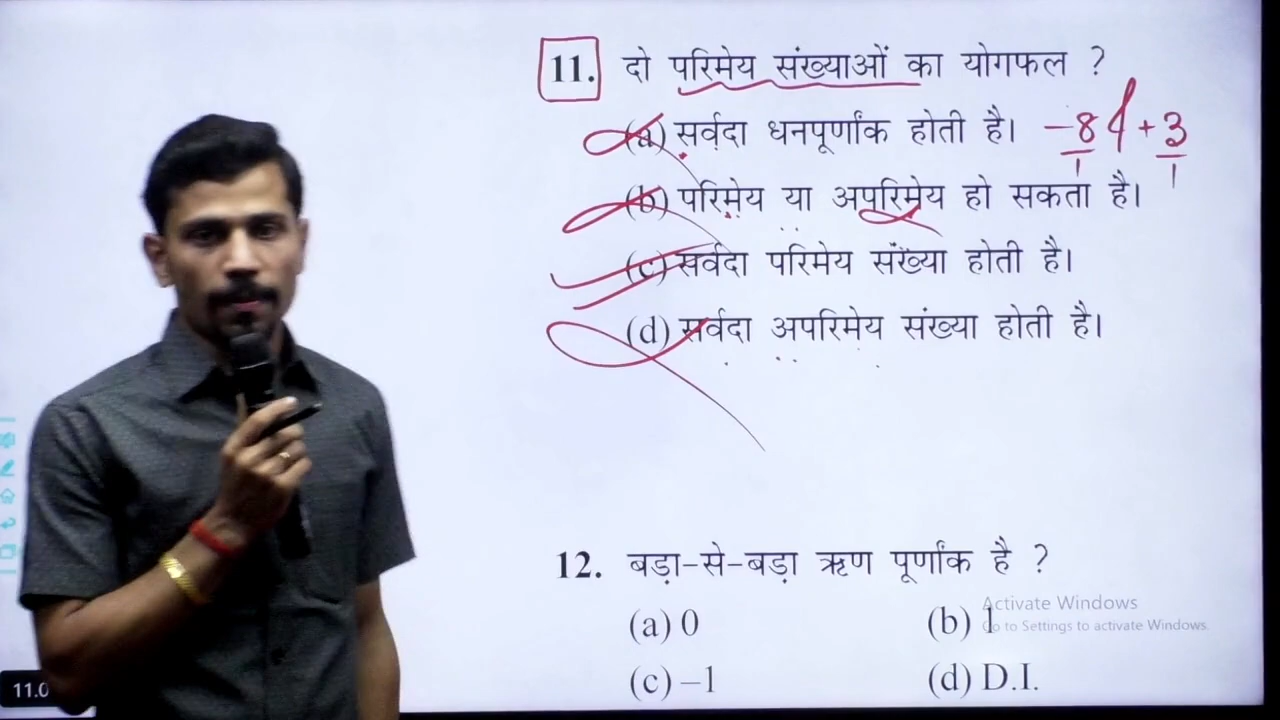 11. दो परिमेय संख्याओं का योगफल ?
(a) सर्वदा धनपूर्णांक होती है। -8/1 + 3/1
(b) परिमेय या अपरिमेय हो सकता है।
(c) सर्वदा परिमेय संख्या होती है।
(d) सर्वदा अपरिमेय संख्या होती है।
12. बड़ा-से-बड़ा ऋण पूर्णांक है ?
(a) 0 (b) 1
(c) -1 (d) D.I.
Activate Windows
Go to Settings to activate Windows.